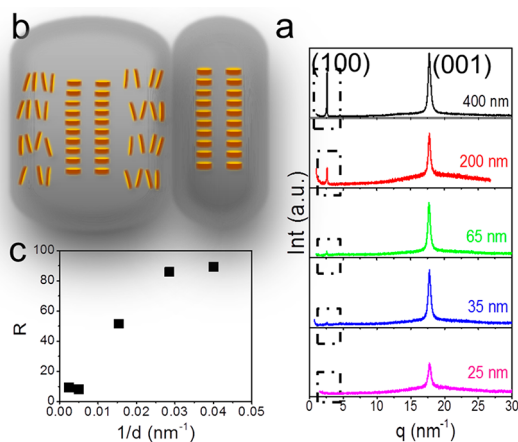 b
a
(100) (001)
400 nm
200 nm
65 nm
35 nm
25 nm
Int (a.u.)
0 5 10 15 20 25 30
q (nm⁻¹)
c
100
80
60
40
20
0
R
0.00 0.01 0.02 0.03 0.04 0.05
1/d (nm⁻¹)